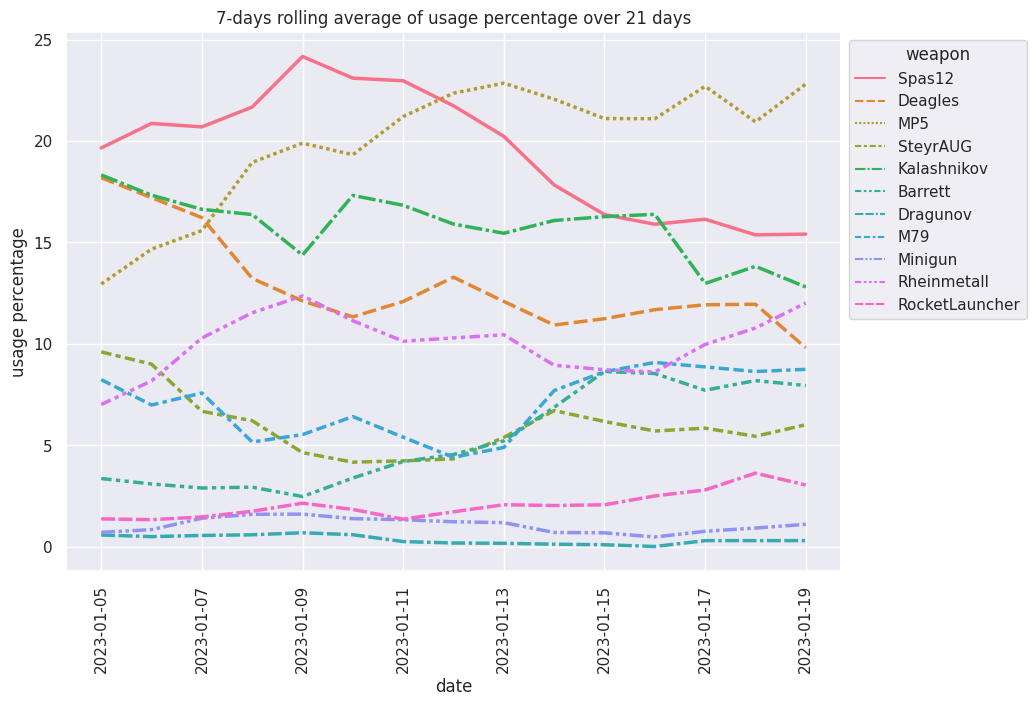 7-days rolling average of usage percentage over 21 days
usage percentage
25
20
15
10
5
0
2023-01-05
2023-01-07
2023-01-09
2023-01-11
2023-01-13
2023-01-15
2023-01-17
2023-01-19
date
weapon
Spas12
Deagles
MP5
SteyrAUG
Kalashnikov
Barrett
Dragunov
M79
Minigun
Rheinmetall
RocketLauncher